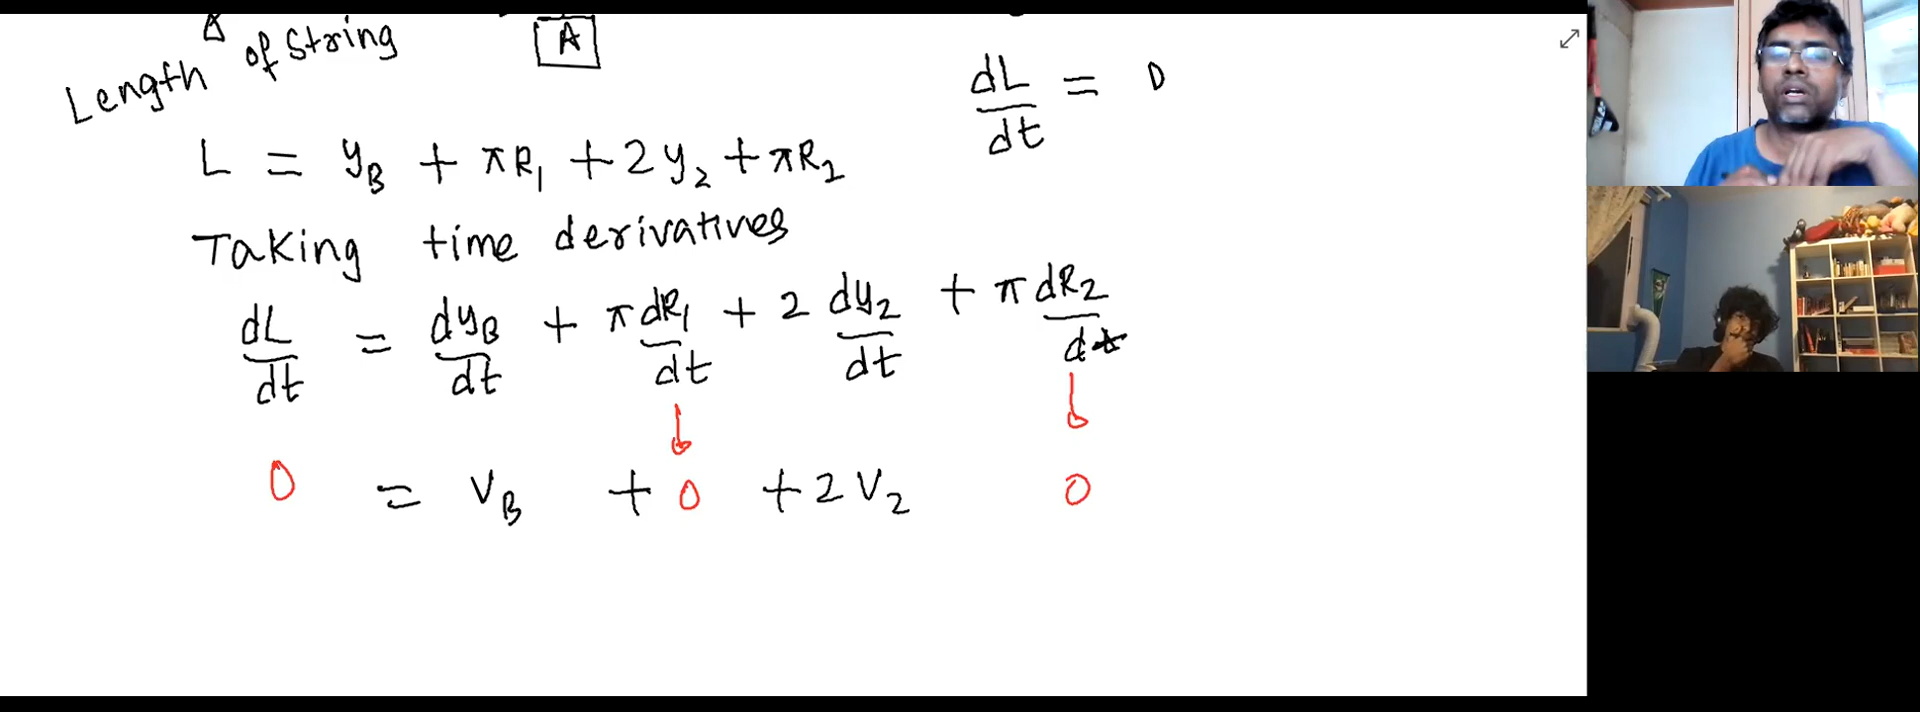 Length of String
A
dL/dt = 0
L = y_B + πR_1 + 2y_2 + πR_2
Taking time derivatives
dL/dt = dy_B/dt + π dR_1/dt + 2 dy_2/dt + π dR_2/dt
0 = V_B + 0 + 2V_2 0